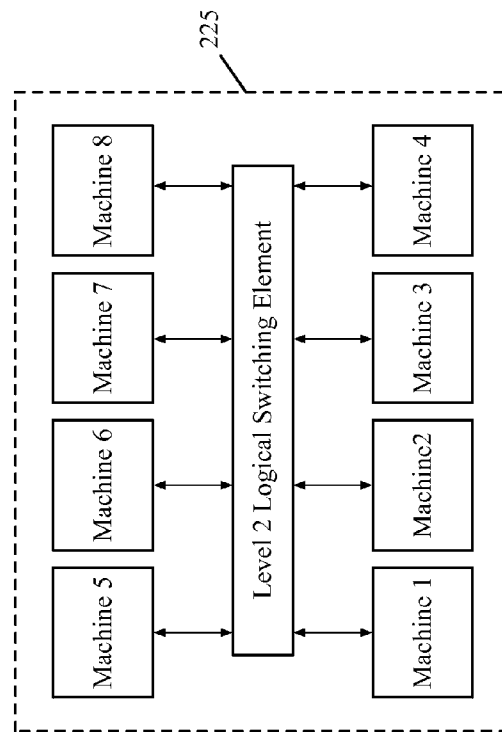 225
Machine 5
Machine 6
Machine 7
Machine 8
Level 2 Logical Switching Element
Machine 1
Machine2
Machine 3
Machine 4